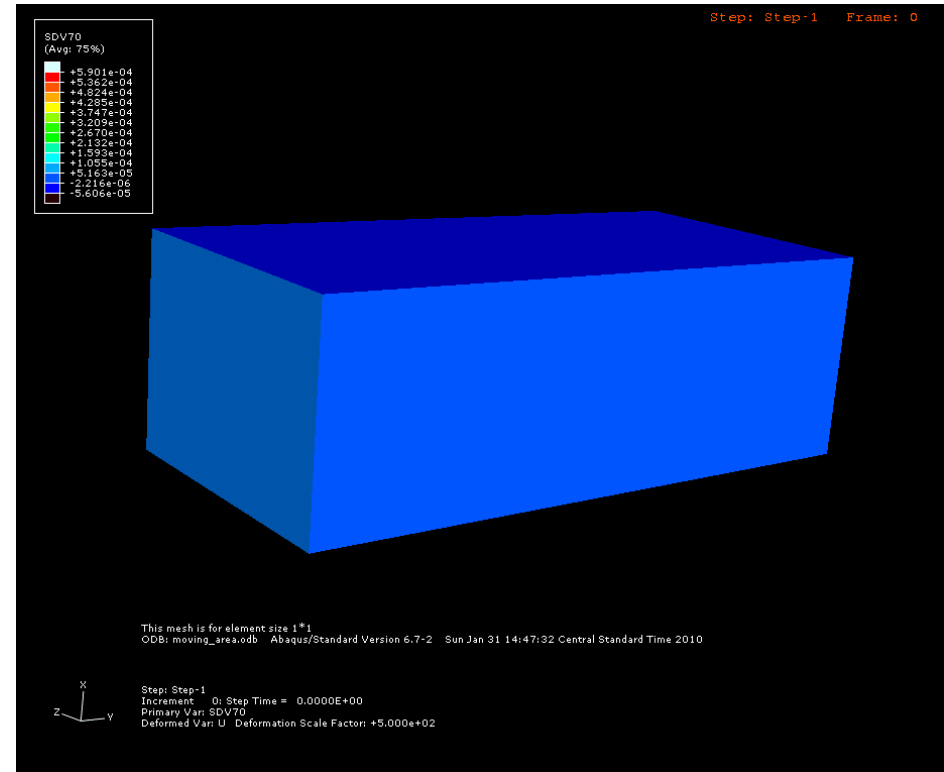 Step: Step-1 Frame: 0
SDV70
(Avg: 75%)
+5.901e-04
+5.362e-04
+4.824e-04
+4.285e-04
+3.747e-04
+3.209e-04
+2.670e-04
+2.132e-04
+1.593e-04
+1.055e-04
+5.163e-05
-2.216e-06
-5.606e-05
This mesh is for element size 1*1
ODB: moving_area.odb Abaqus/Standard Version 6.7-2 Sun Jan 31 14:47:32 Central Standard Time 2010
X
Z Y
Step: Step-1
Increment 0: Step Time = 0.0000E+00
Primary Var: SDV70
Deformed Var: U Deformation Scale Factor: +5.000e+02